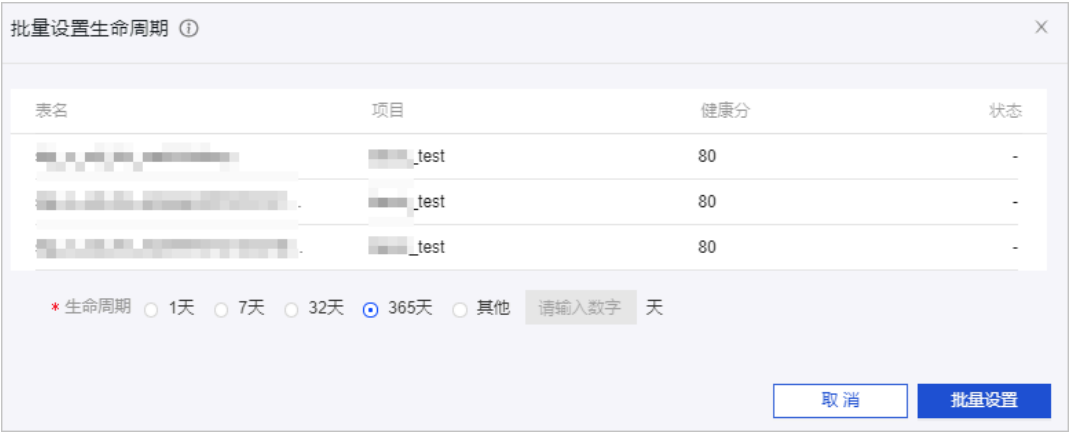 批量设置生命周期
表名 项目 健康分 状态
_test 80 -
_test 80 -
_test 80 -
* 生命周期 1天 7天 32天 365天 其他 请输入数字 天
取消 批量设置